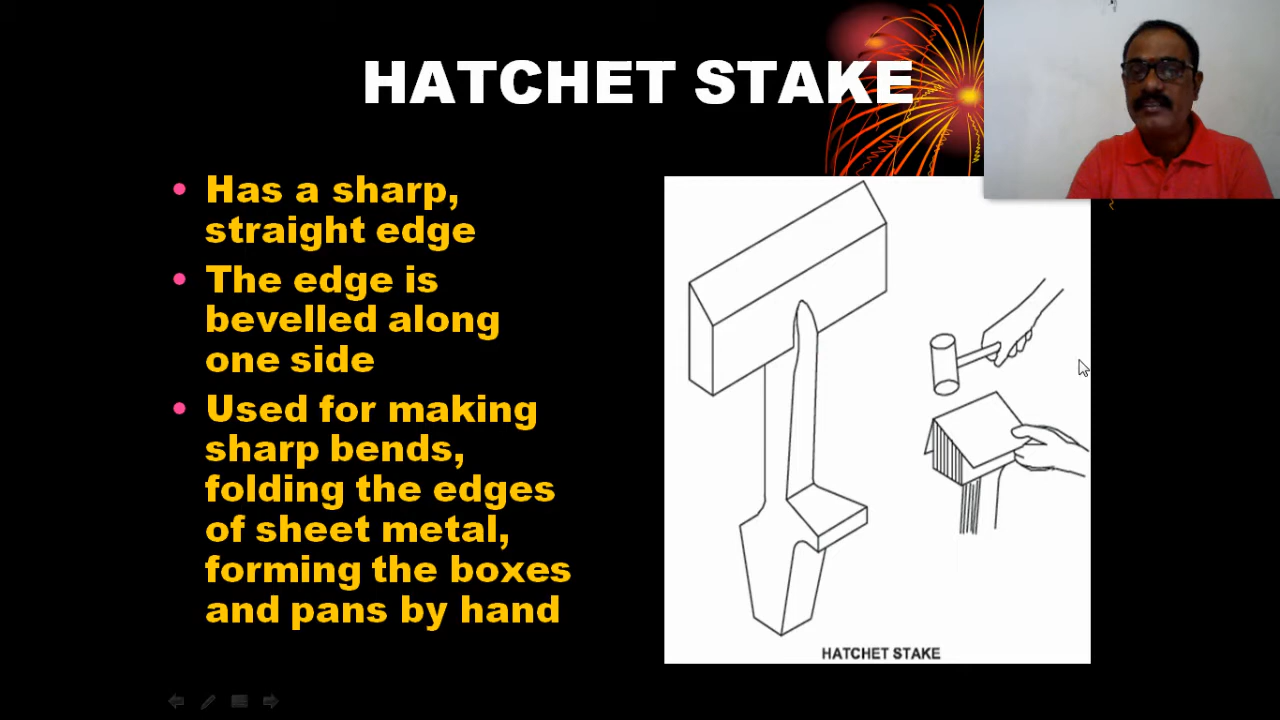 HATCHET STAKE
• Has a sharp,
straight edge
• The edge is
bevelled along
one side
• Used for making
sharp bends,
folding the edges
of sheet metal,
forming the boxes
and pans by hand
HATCHET STAKE